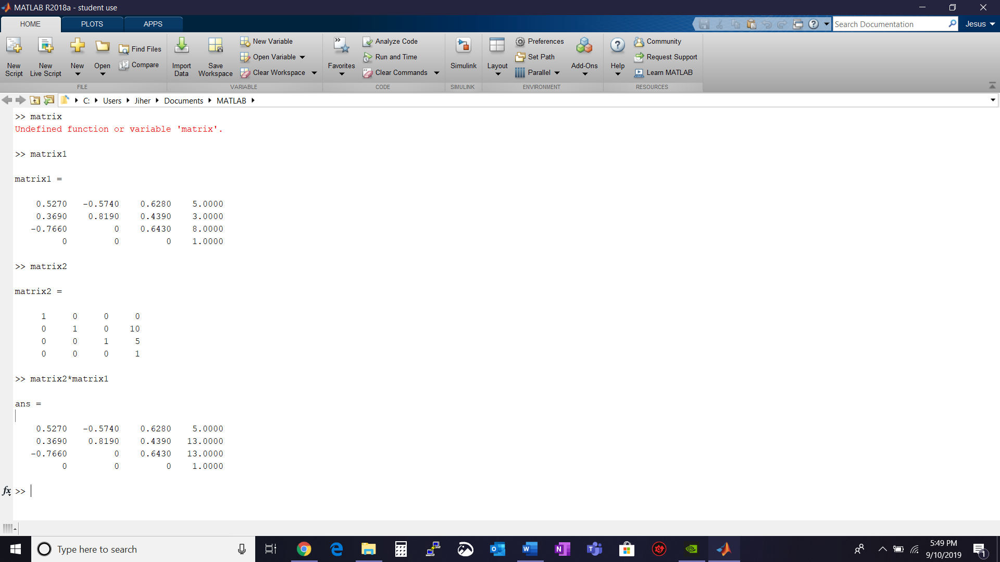 MATLAB R2018a - student use
HOME PLOTS APPS
Search Documentation
Jesus
New Script
New Live Script
New
Open
Find Files
Compare
FILE
Import Data
Save Workspace
New Variable
Open Variable
Clear Workspace
VARIABLE
Favorites
Analyze Code
Run and Time
Clear Commands
CODE
Simulink
SIMULINK
Layout
Preferences
Set Path
Parallel
Add-Ons
ENVIRONMENT
Help
Community
Request Support
Learn MATLAB
RESOURCES
C: Users Jiher Documents MATLAB
>> matrix
Undefined function or variable 'matrix'.
>> matrix1
matrix1 =
0.5270 -0.5740 0.6280 5.0000
0.3690 0.8190 0.4390 3.0000
-0.7660 0 0.6430 8.0000
0 0 0 1.0000
>> matrix2
matrix2 =
1 0 0 0
0 1 0 10
0 0 1 5
0 0 0 1
>> matrix2*matrix1
ans =
0.5270 -0.5740 0.6280 5.0000
0.3690 0.8190 0.4390 13.0000
-0.7660 0 0.6430 13.0000
0 0 0 1.0000
fx >>
Type here to search
5:49 PM
9/10/2019
1